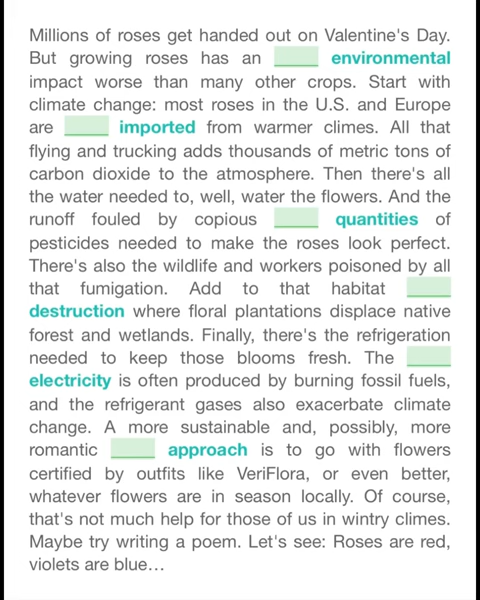 Millions of roses get handed out on Valentine's Day.
But growing roses has an ____ environmental
impact worse than many other crops. Start with
climate change: most roses in the U.S. and Europe
are ____ imported from warmer climes. All that
flying and trucking adds thousands of metric tons of
carbon dioxide to the atmosphere. Then there's all
the water needed to, well, water the flowers. And the
runoff fouled by copious ____ quantities of
pesticides needed to make the roses look perfect.
There's also the wildlife and workers poisoned by all
that fumigation. Add to that habitat ____
destruction where floral plantations displace native
forest and wetlands. Finally, there's the refrigeration
needed to keep those blooms fresh. The ____
electricity is often produced by burning fossil fuels,
and the refrigerant gases also exacerbate climate
change. A more sustainable and, possibly, more
romantic ____ approach is to go with flowers
certified by outfits like VeriFlora, or even better,
whatever flowers are in season locally. Of course,
that's not much help for those of us in wintry climes.
Maybe try writing a poem. Let's see: Roses are red,
violets are blue…